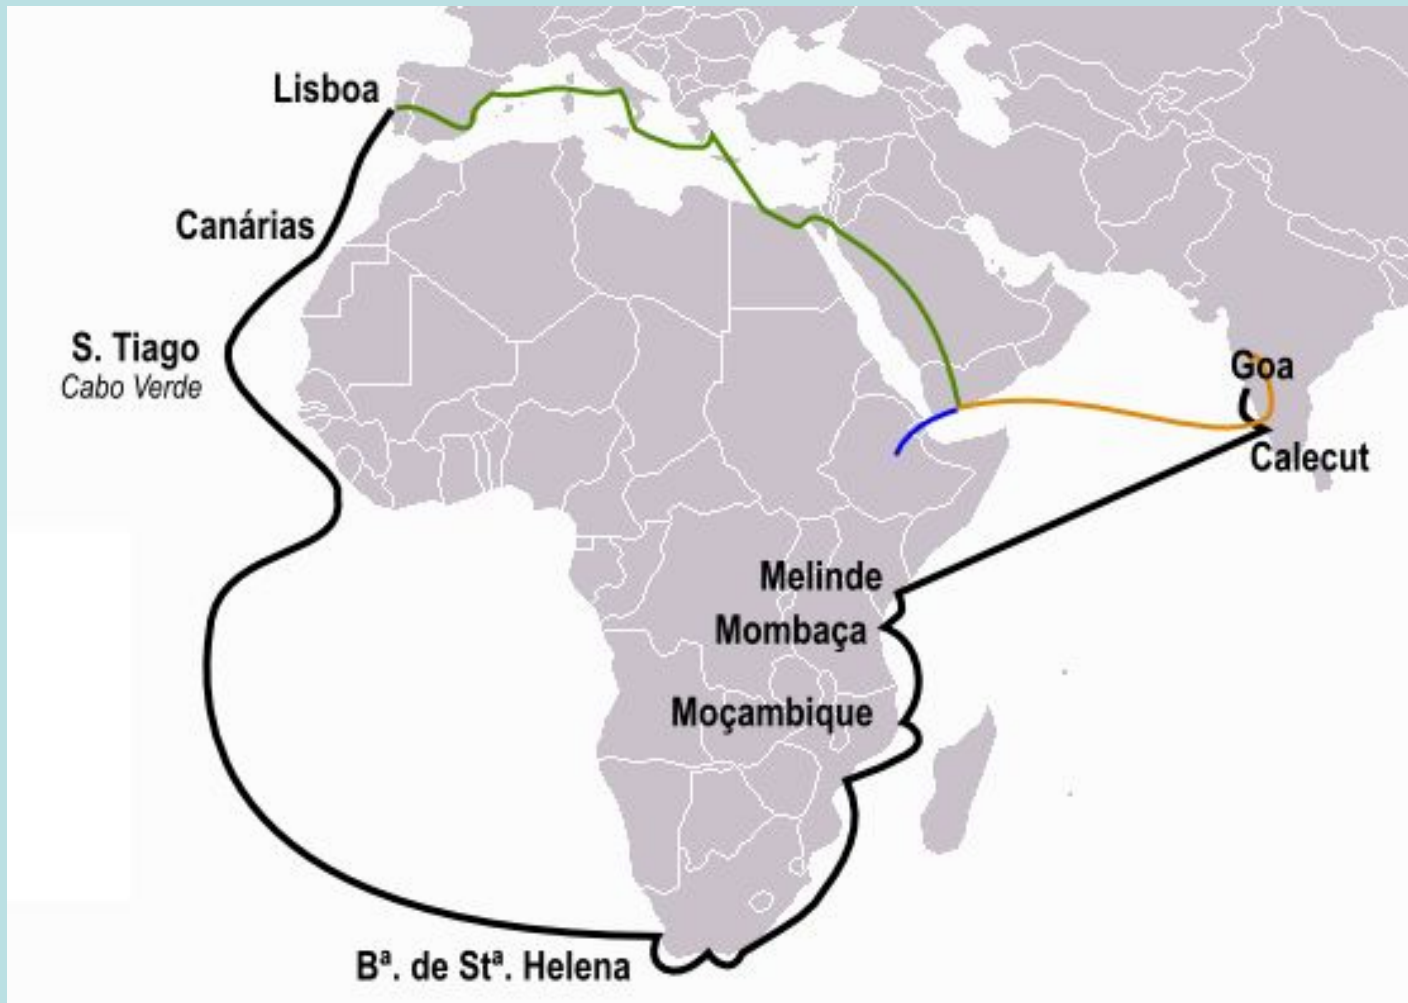 Lisboa
Canárias
S. Tiago
Cabo Verde
Goa
Calecut
Melinde
Mombaça
Moçambique
Bª. de Stª. Helena